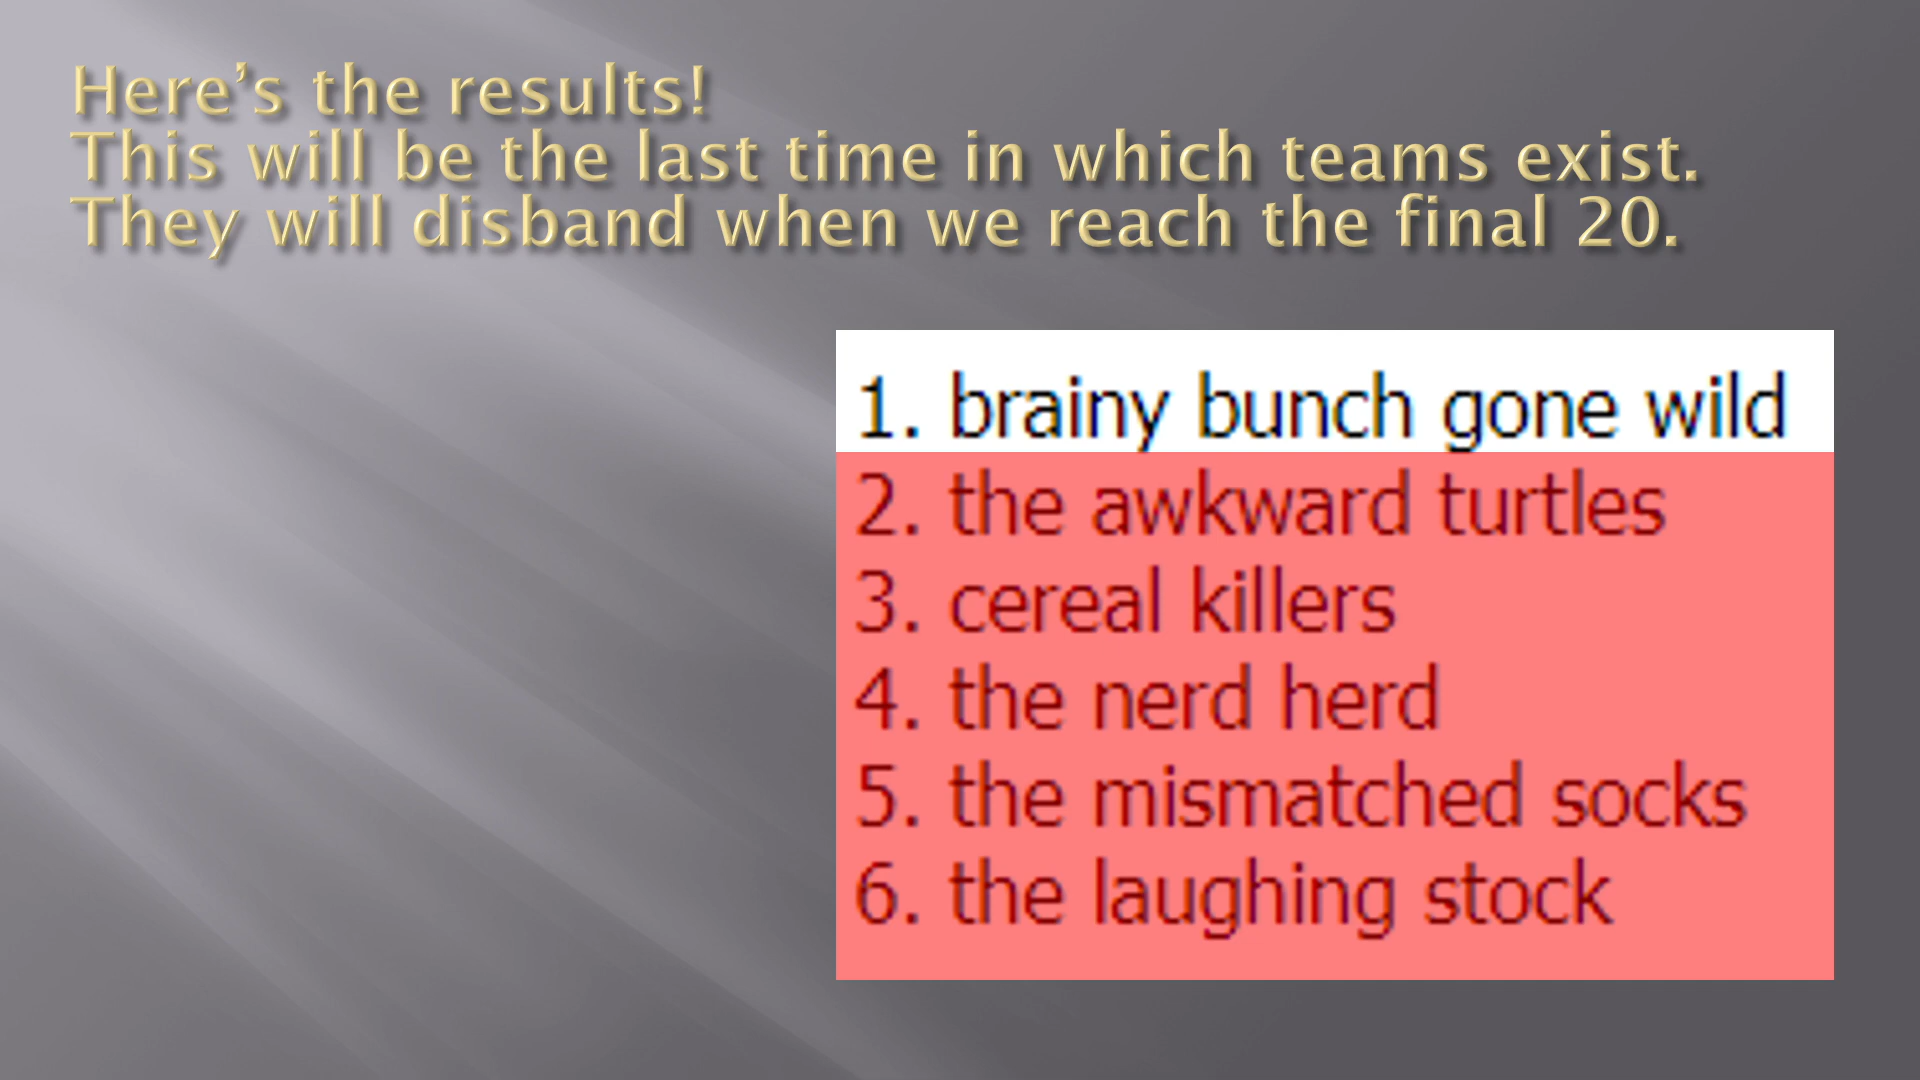 Here’s the results!
This will be the last time in which teams exist.
They will disband when we reach the final 20.
1. brainy bunch gone wild
2. the awkward turtles
3. cereal killers
4. the nerd herd
5. the mismatched socks
6. the laughing stock